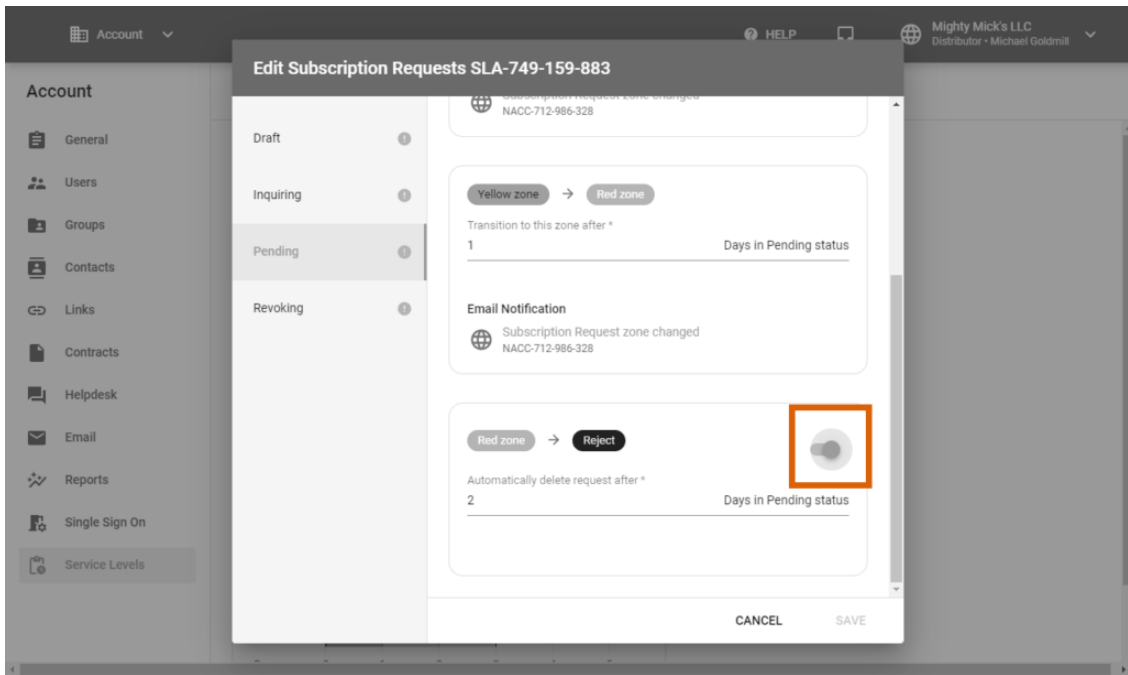 Account
HELP
Mighty Mick's LLC
Distributor • Michael Goldmill
Edit Subscription Requests SLA-749-159-883
Account
General
Users
Groups
Contacts
Links
Contracts
Helpdesk
Email
Reports
Single Sign On
Service Levels
Draft
Inquiring
Pending
Revoking
Subscription Request zone changed
NACC-712-986-328
Yellow zone → Red zone
Transition to this zone after *
1 Days in Pending status
Email Notification
Subscription Request zone changed
NACC-712-986-328
Red zone → Reject
Automatically delete request after *
2 Days in Pending status
CANCEL SAVE